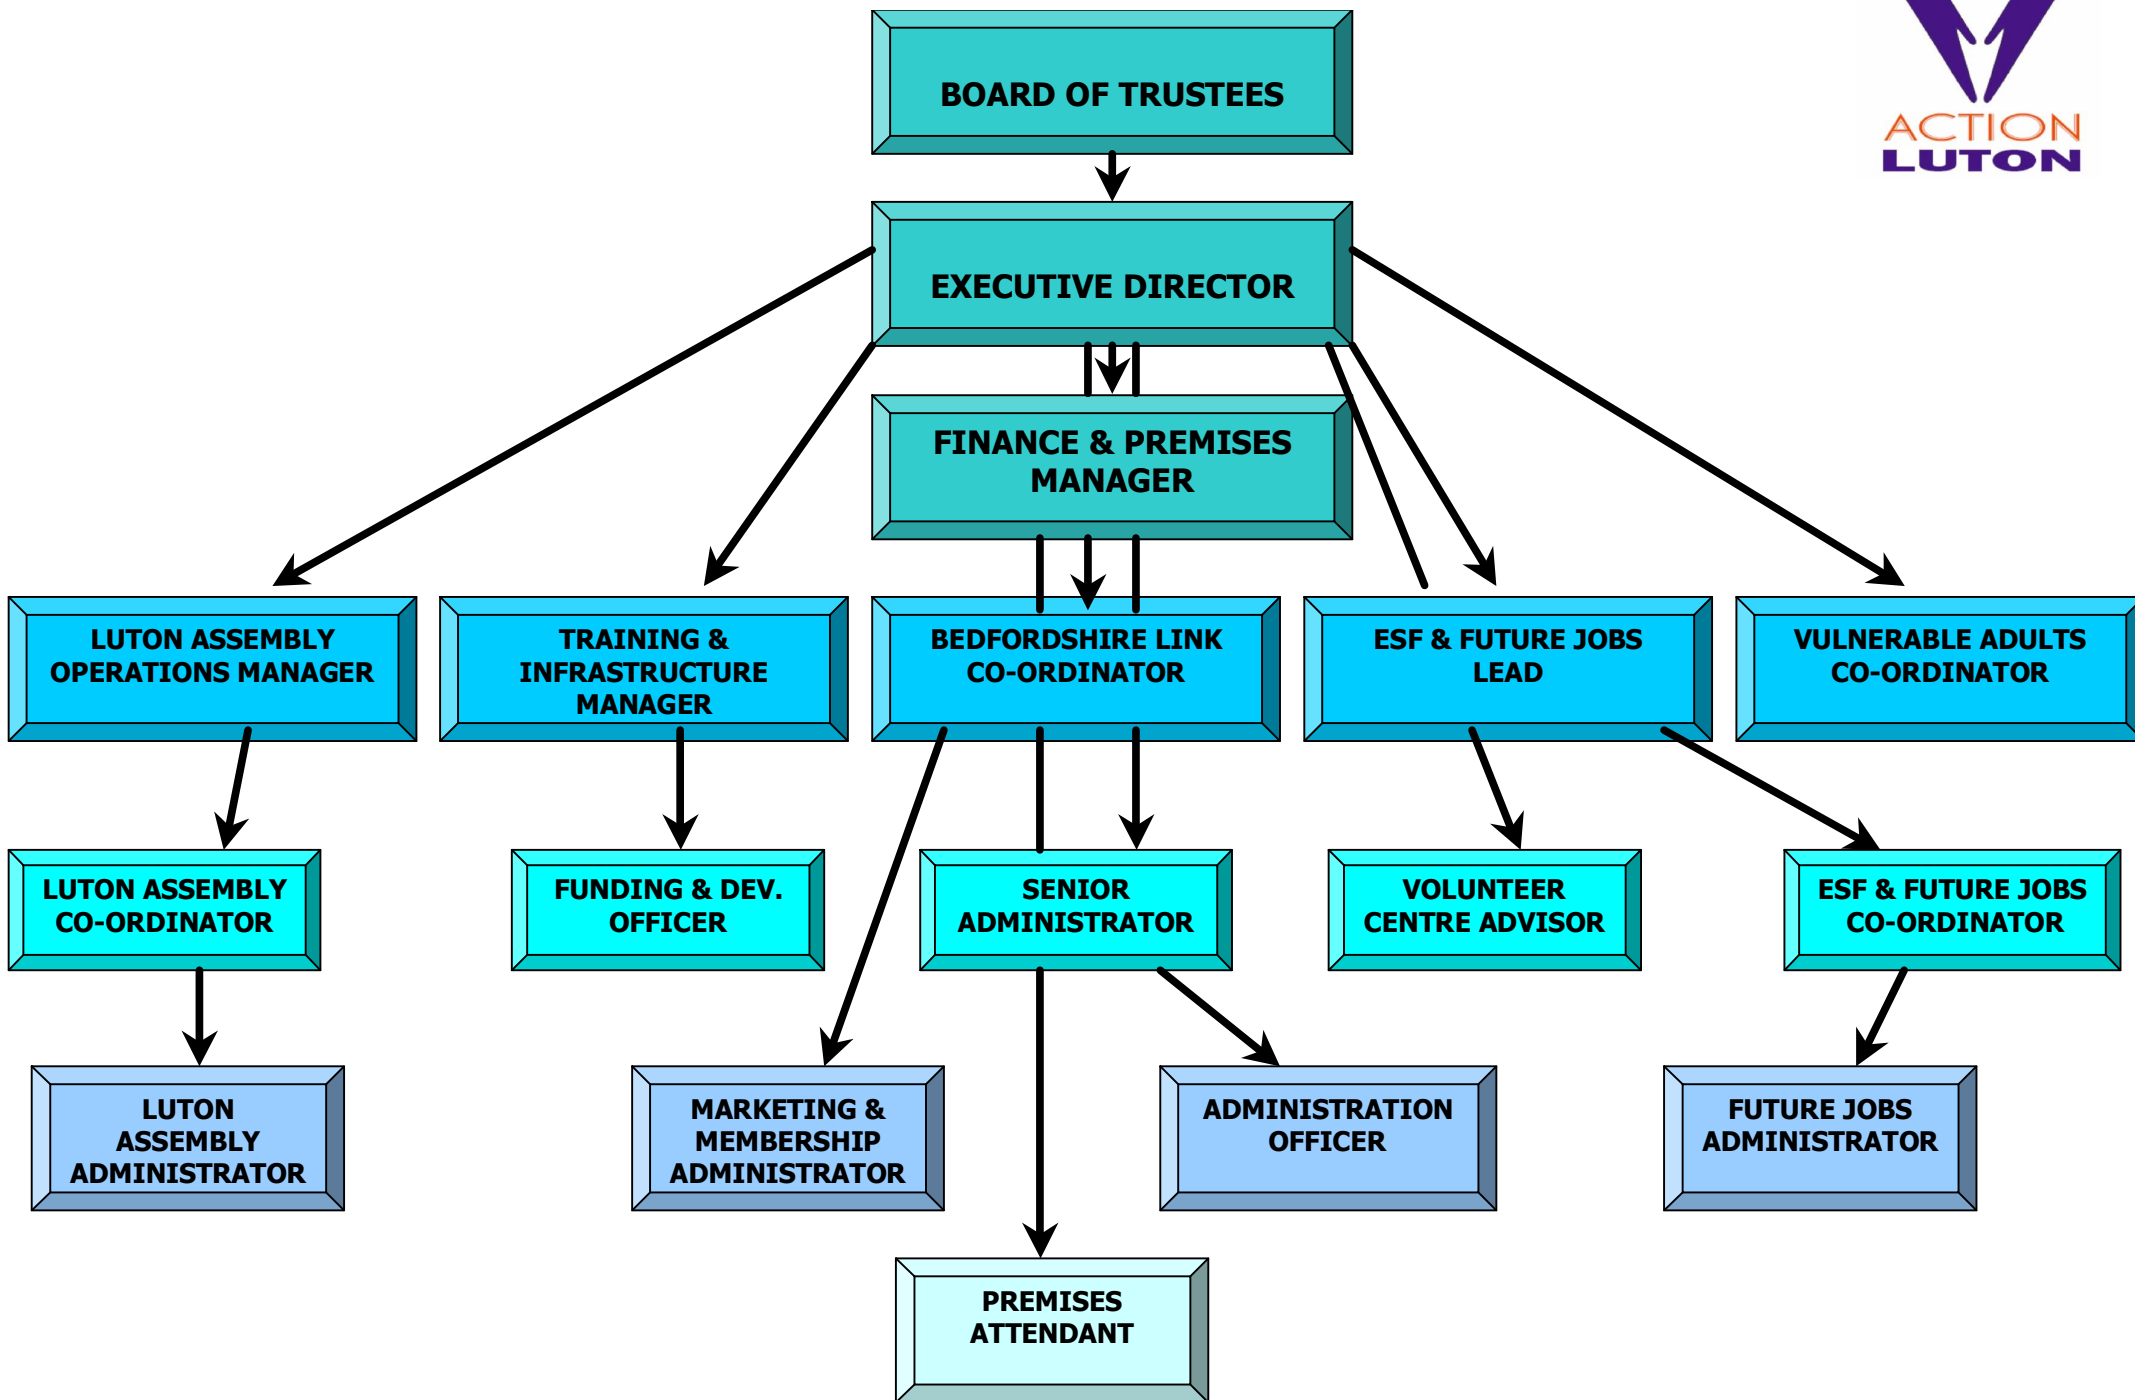 BOARD OF TRUSTEES
ACTION
LUTON
EXECUTIVE DIRECTOR
FINANCE & PREMISES
MANAGER
LUTON ASSEMBLY
OPERATIONS MANAGER
TRAINING &
INFRASTRUCTURE
MANAGER
BEDFORDSHIRE LINK
CO-ORDINATOR
ESF & FUTURE JOBS
LEAD
VULNERABLE ADULTS
CO-ORDINATOR
LUTON ASSEMBLY
CO-ORDINATOR
FUNDING & DEV.
OFFICER
SENIOR
ADMINISTRATOR
VOLUNTEER
CENTRE ADVISOR
ESF & FUTURE JOBS
CO-ORDINATOR
LUTON
ASSEMBLY
ADMINISTRATOR
MARKETING &
MEMBERSHIP
ADMINISTRATOR
ADMINISTRATION
OFFICER
FUTURE JOBS
ADMINISTRATOR
PREMISES
ATTENDANT